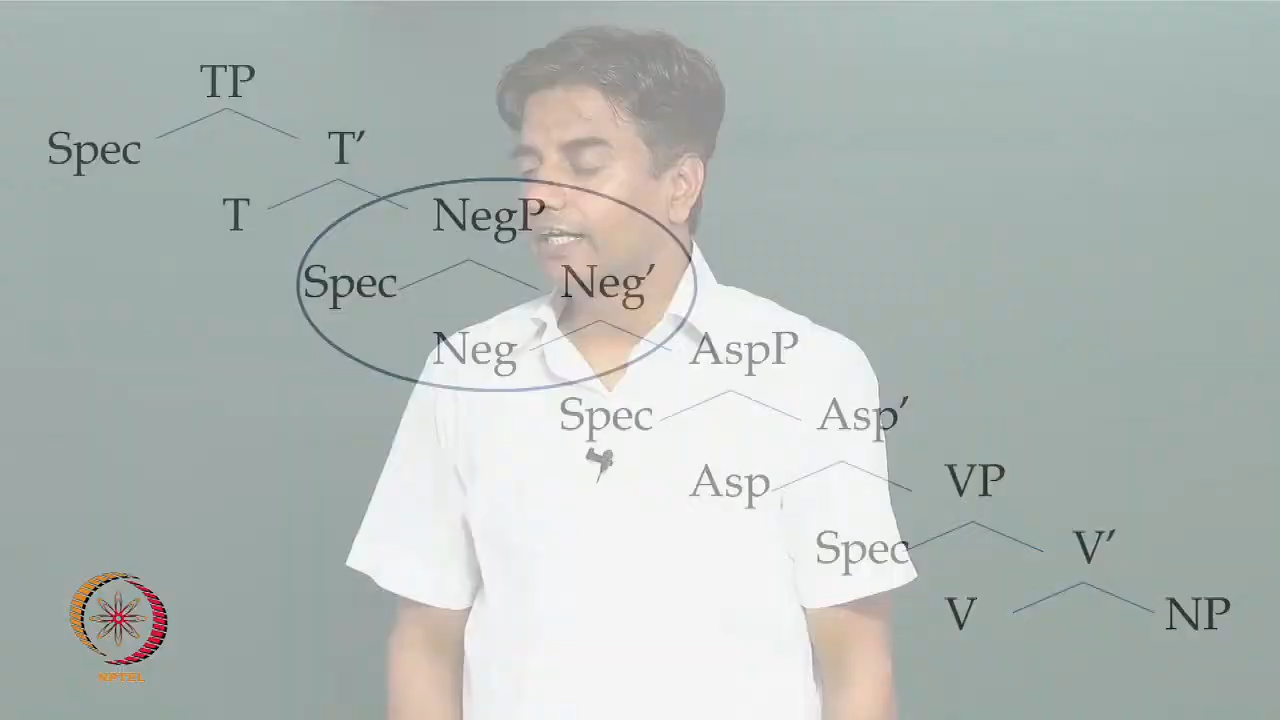 TP
Spec T′
T NegP
Spec Neg′
Neg AspP
Spec Asp′
Asp VP
Spec V′
V NP
NPTEL